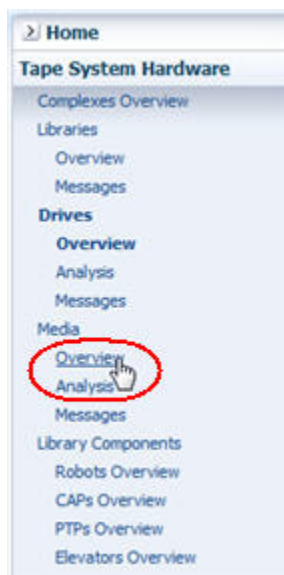 Home
Tape System Hardware
Complexes Overview
Libraries
Overview
Messages
Drives
Overview
Analysis
Messages
Media
Overview
Analysis
Messages
Library Components
Robots Overview
CAPs Overview
PTPs Overview
Elevators Overview